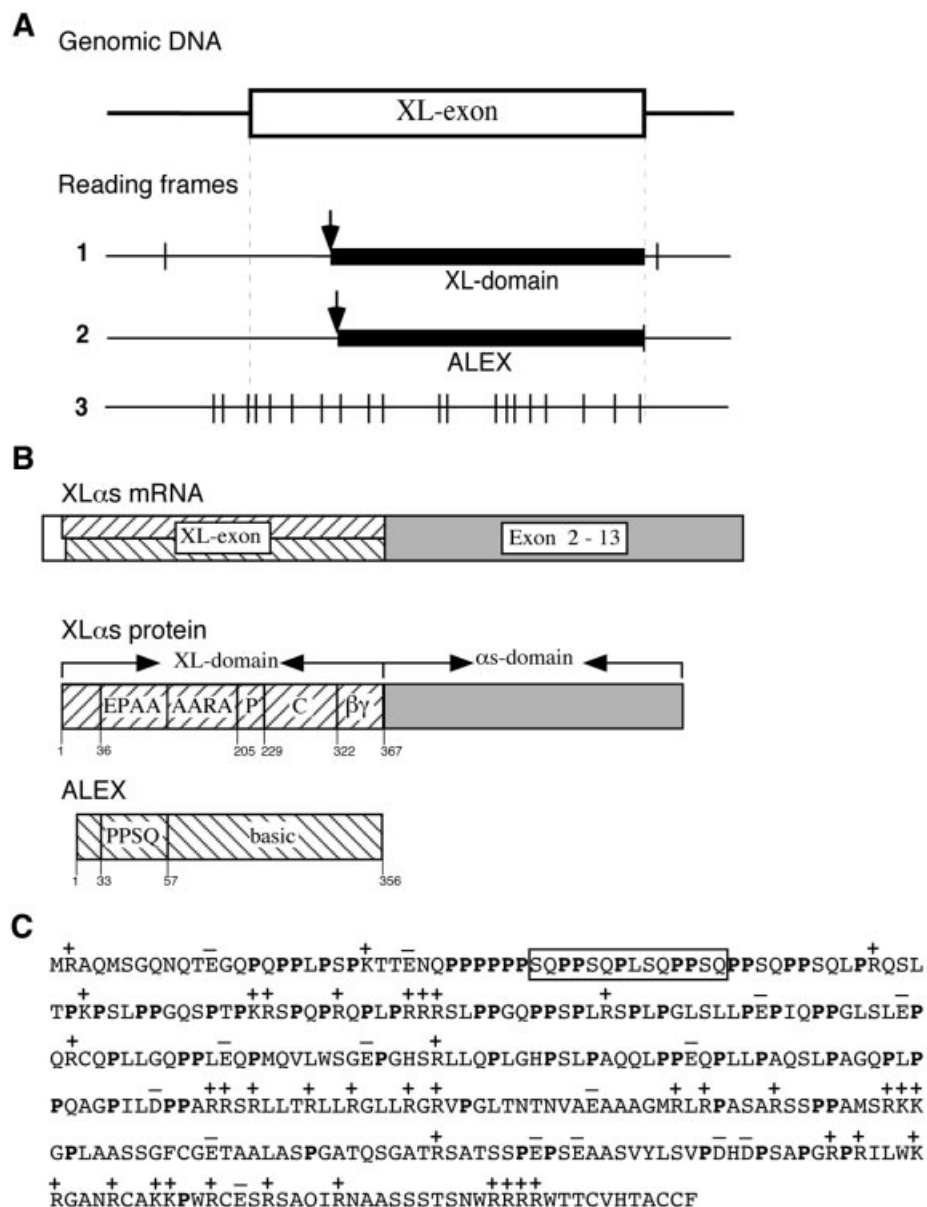 A
Genomic DNA
XL-exon
Reading frames
1
XL-domain
2
ALEX
3
B
XLαs mRNA
XL-exon
Exon 2 - 13
XLαs protein
XL-domain
αs-domain
EPAA AARA P C βγ
1 36 205 229 322 367
ALEX
PPSQ basic
1 33 57 356
C
+ − + − +
MRAQMSGQNQTEGQPQPPLPSPKTTENQPPPPPPSQPPSQPLSQPPSQPPSQPPSQLPRQSL
+ ++ + +++ + − −
TPKPSLPPGQSPTPKRSPQPRQPLPRRRSLPPGQPPSPLRSPLPGLSLLPEPIQPPGLSLEP
+ − − + −
QRCQPLLGQPPLEQPMQVLWSGEPGHSRLLQPLGHPSLPAQQLPPEQPLLPAQSLPAGQPLP
− ++ + + + + + − + + + +++
PQAGPILDPPARRSRLLTRLLRGLLRGRVPGLTNTNVAEAAAGMRLRPASARSSPPAMSRKK
− + − − − − + + +
GPLAASSGFCGETAALASPGATQSGATRSATSSPEPSEAASVYLSVPDHDPSAPGRPRILWK
+ + ++ + − + + ++++
RGANRCAKKPWRCESRSAQIRNAASSSTSNWRRRRWTTCVHTACCF